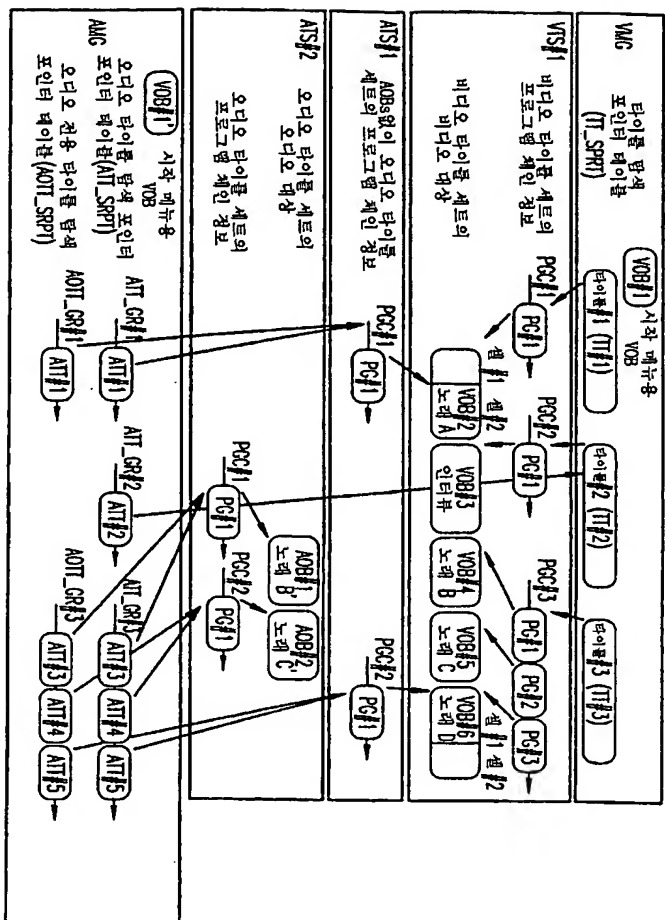 VMG
타이틀 탐색
포인터 테이블
(TT_SPRT)
VOB#1
시작 메뉴용
VOB
타이틀#1 (TT#1)
타이틀#2 (TT#2)
타이틀#3 (TT#3)
VTS#1
비디오 타이틀 세트의
프로그램 체인 정보
PGC#1
PG#1
PGC#2
PG#1
PGC#3
PG#1
PG#2
PG#3
비디오 타이틀 세트의
비디오 대상
셀#1
셀#2
VOB#2
노래 A
VOB#3
인터뷰
VOB#4
노래 B
VOB#5
노래 C
VOB#6
노래 D
셀#1
셀#2
ATS#1
AOBs없이 오디오 타이틀
세트의 프로그램 체인 정보
PGC#1
PG#1
PGC#2
PG#1
ATS#2
오디오 타이틀 세트의
오디오 대상
AOB#1'
노래 B'
AOB#2'
노래 C'
오디오 타이틀 세트의
프로그램 체인 정보
PGC#1
PG#1
PGC#2
PG#1
AMG
VOB#1'
시작 메뉴용
VOB
오디오 타이틀 탐색 포인터
포인터 테이블(ATT_SRPT)
ATT_GR#1
ATT#1
ATT_GR#2
ATT#2
AT_GR#3
ATT#3
ATT#4
ATT#5
오디오 전용 타이틀 탐색
포인터 테이블(AOTT_SRPT)
AOTT_GR#1
ATT#1
AOTT_GR#3
ATT#3
ATT#4
ATT#5